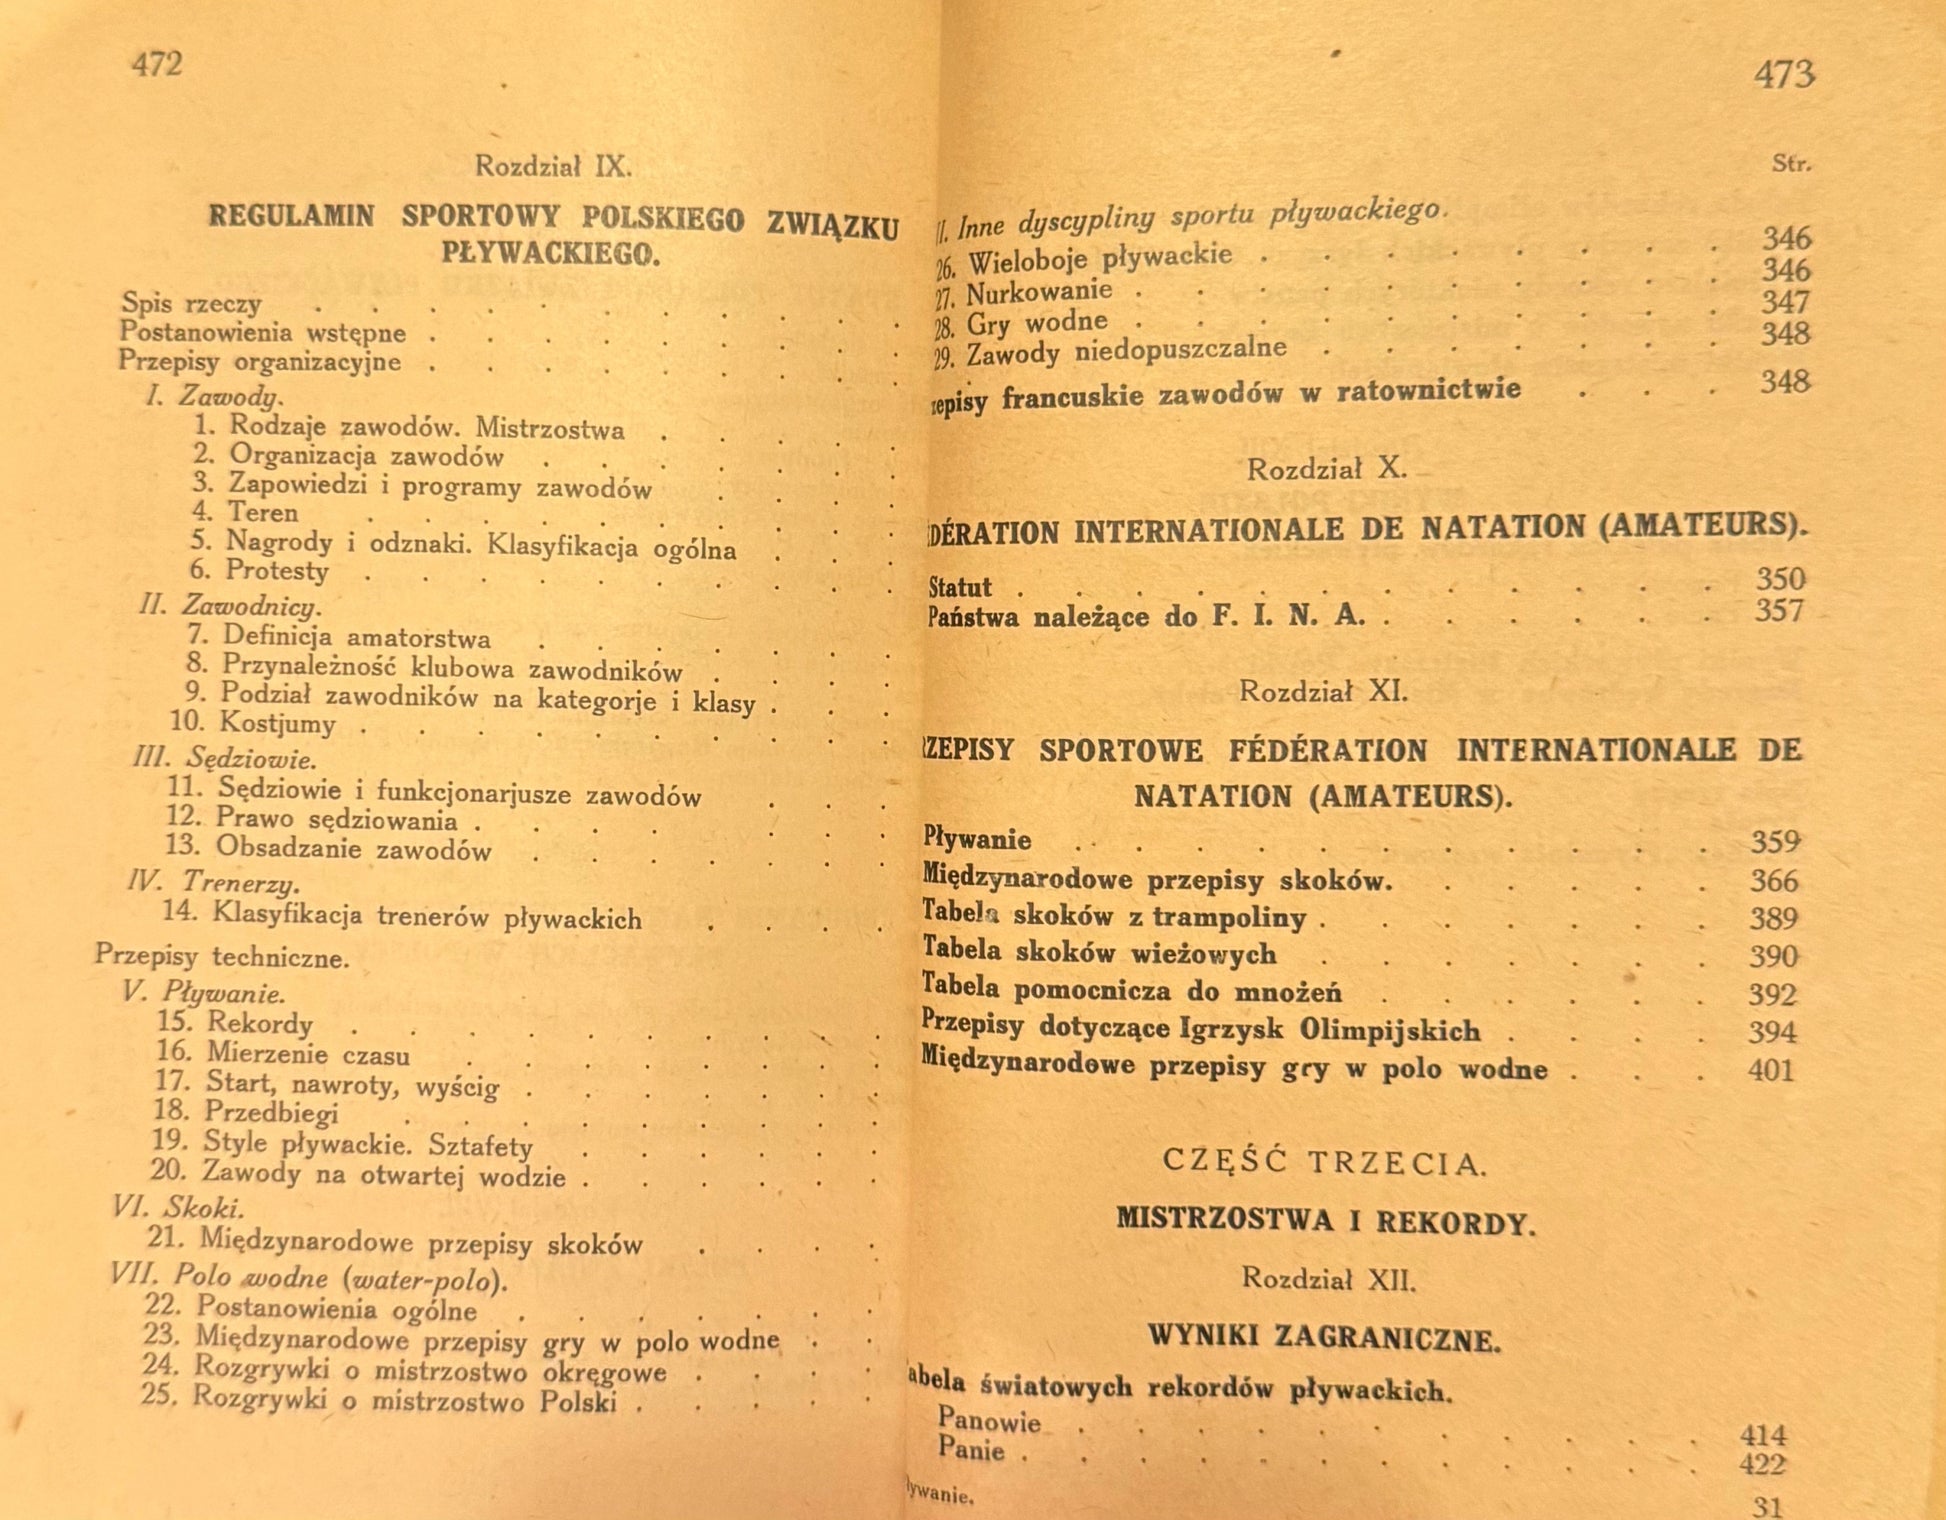 472
Rozdział IX.
REGULAMIN SPORTOWY POLSKIEGO ZWIĄZKU
PŁYWACKIEGO.
Spis rzeczy . . . . . . . . . . .
Postanowienia wstępne . . . . . . . . .
Przepisy organizacyjne . . . . . . . . .
I. Zawody.
1. Rodzaje zawodów. Mistrzostwa . . . . .
2. Organizacja zawodów . . . . . . .
3. Zapowiedzi i programy zawodów . . . .
4. Teren . . . . . . . . . .
5. Nagrody i odznaki. Klasyfikacja ogólna . . .
6. Protesty . . . . . . . . . .
II. Zawodnicy.
7. Definicja amatorstwa . . . . . . .
8. Przynależność klubowa zawodników . . . .
9. Podział zawodników na kategorje i klasy . . .
10. Kostjumy . . . . . . . . . .
III. Sędziowie.
11. Sędziowie i funkcjonarjusze zawodów . . .
12. Prawo sędziowania . . . . . . .
13. Obsadzanie zawodów . . . . . . .
IV. Trenerzy.
14. Klasyfikacja trenerów pływackich . . . .
Przepisy techniczne.
V. Pływanie.
15. Rekordy . . . . . . . . . .
16. Mierzenie czasu . . . . . . . .
17. Start, nawroty, wyścig . . . . . . .
18. Przedbiegi . . . . . . . . .
19. Style pływackie. Sztafety . . . . . .
20. Zawody na otwartej wodzie . . . . . .
VI. Skoki.
21. Międzynarodowe przepisy skoków . . . .
VII. Polo wodne (water-polo).
22. Postanowienia ogólne . . . . . . .
23. Międzynarodowe przepisy gry w polo wodne . .
24. Rozgrywki o mistrzostwo okręgowe . . . .
25. Rozgrywki o mistrzostwo Polski . . . . .
473
Str.
I. Inne dyscypliny sportu pływackiego.
26. Wieloboje pływackie . . . . . . . . 346
27. Nurkowanie . . . . . . . . . . 346
28. Gry wodne . . . . . . . . . . 347
29. Zawody niedopuszczalne . . . . . . . 348
episy francuskie zawodów w ratownictwie . . . 348
Rozdział X.
DÉRATION INTERNATIONALE DE NATATION (AMATEURS).
Statut . . . . . . . . . . . . 350
Państwa należące do F. I. N. A. . . . . . . 357
Rozdział XI.
RZEPISY SPORTOWE FÉDÉRATION INTERNATIONALE DE
NATATION (AMATEURS).
Pływanie . . . . . . . . . . . 359
Międzynarodowe przepisy skoków. . . . . . 366
Tabela skoków z trampoliny . . . . . . . 389
Tabela skoków wieżowych . . . . . . . 390
Tabela pomocnicza do mnożeń . . . . . . 392
Przepisy dotyczące Igrzysk Olimpijskich . . . . 394
Międzynarodowe przepisy gry w polo wodne . . . 401
CZĘŚĆ TRZECIA.
MISTRZOSTWA I REKORDY.
Rozdział XII.
WYNIKI ZAGRANICZNE.
abela światowych rekordów pływackich.
Panowie . . . . . . . . . . . 414
Panie . . . . . . . . . . . . 422
ływanie. 31